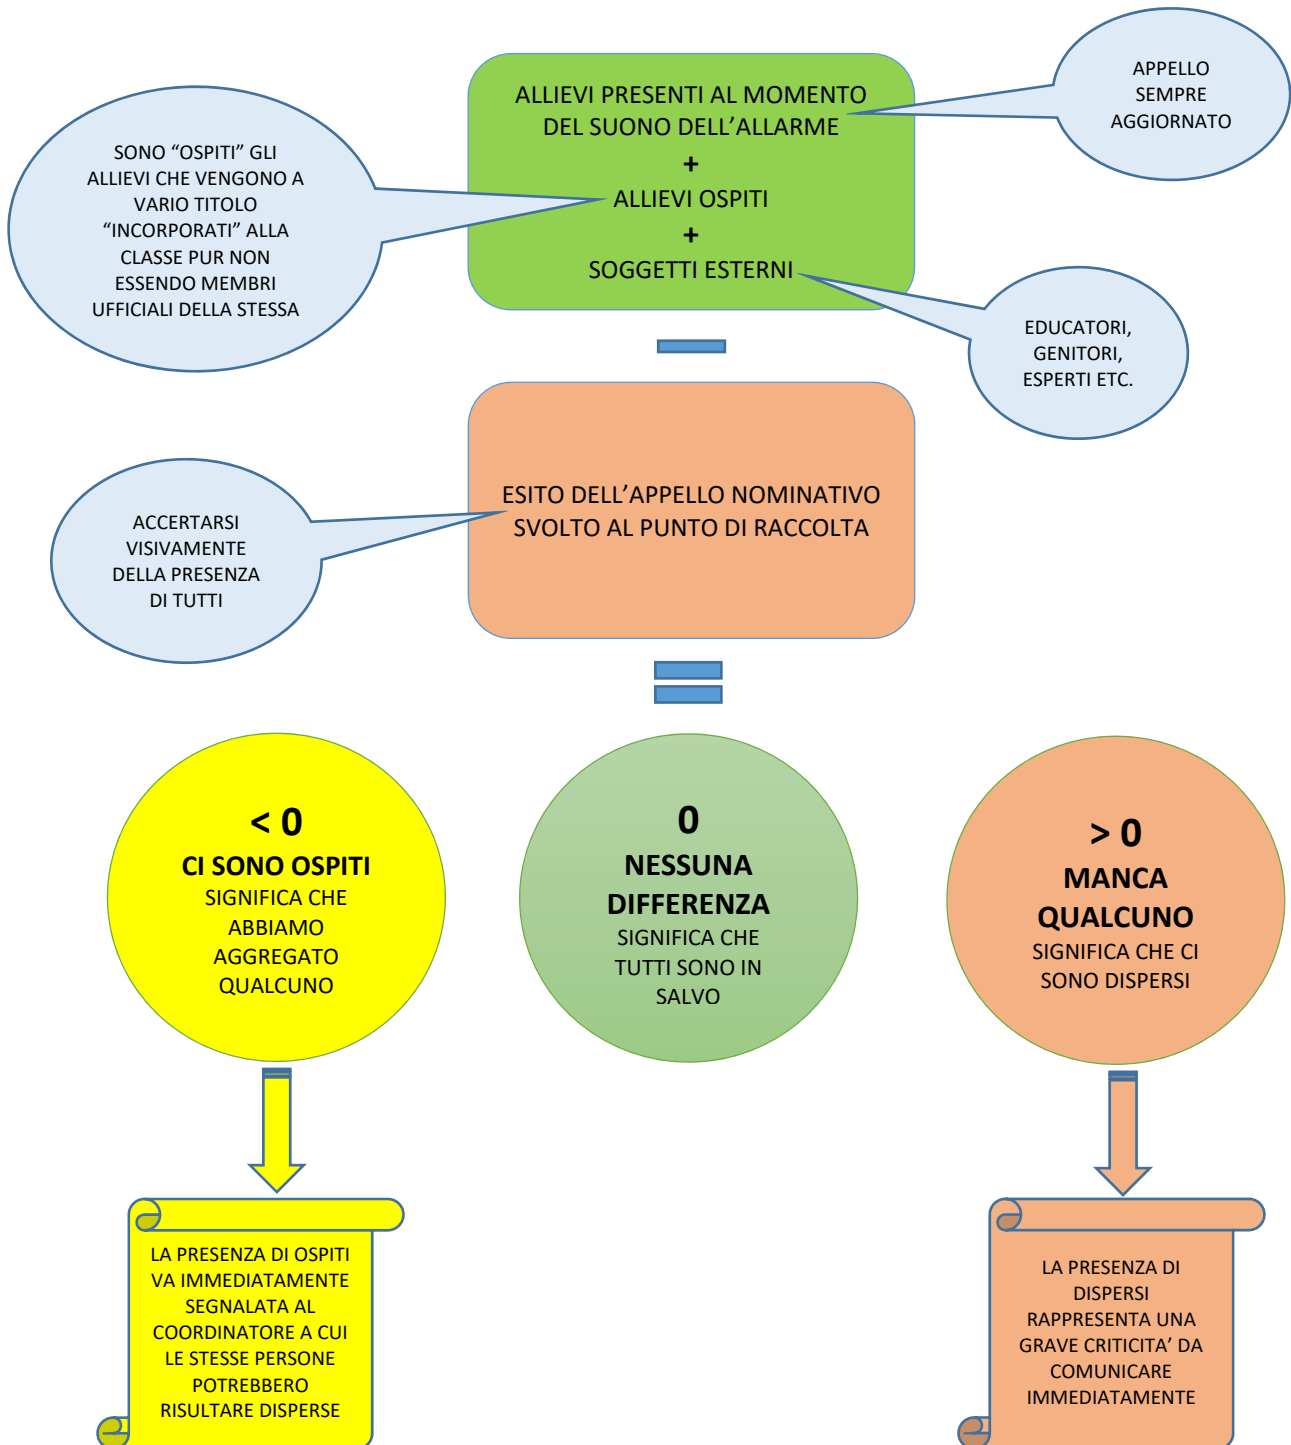 ALLIEVI PRESENTI AL MOMENTO
DEL SUONO DELL’ALLARME
+
ALLIEVI OSPITI
+
SOGGETTI ESTERNI
APPELLO
SEMPRE
AGGIORNATO
SONO “OSPITI” GLI
ALLIEVI CHE VENGONO A
VARIO TITOLO
“INCORPORATI” ALLA
CLASSE PUR NON
ESSENDO MEMBRI
UFFICIALI DELLA STESSA
EDUCATORI,
GENITORI,
ESPERTI ETC.
ESITO DELL’APPELLO NOMINATIVO
SVOLTO AL PUNTO DI RACCOLTA
ACCERTARSI
VISIVAMENTE
DELLA PRESENZA
DI TUTTI
< 0
CI SONO OSPITI
SIGNIFICA CHE
ABBIAMO
AGGREGATO
QUALCUNO
0
NESSUNA
DIFFERENZA
SIGNIFICA CHE
TUTTI SONO IN
SALVO
> 0
MANCA
QUALCUNO
SIGNIFICA CHE CI
SONO DISPERSI
LA PRESENZA DI OSPITI
VA IMMEDIATAMENTE
SEGNALATA AL
COORDINATORE A CUI
LE STESSE PERSONE
POTREBBERO
RISULTARE DISPERSE
LA PRESENZA DI
DISPERSI
RAPPRESENTA UNA
GRAVE CRITICITA’ DA
COMUNICARE
IMMEDIATAMENTE